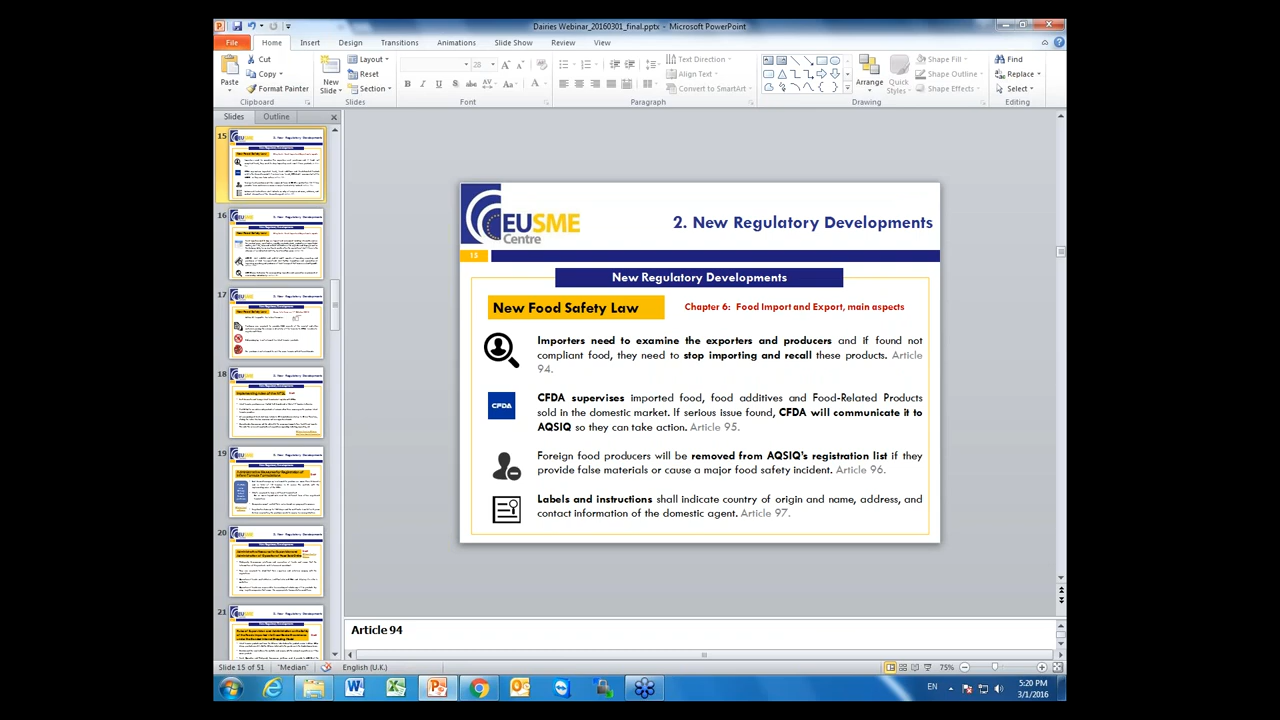 Dairies Webinar_20160301_final.pptx - Microsoft PowerPoint
File Home Insert Design Transitions Animations Slide Show Review View
Cut
Copy
Format Painter
Paste
Clipboard
New Slide
Layout
Reset
Section
Slides
28
Font
Text Direction
Align Text
Convert to SmartArt
Paragraph
Arrange
Quick Styles
Shape Fill
Shape Outline
Shape Effects
Drawing
Find
Replace
Select
Editing
Slides Outline
15
16
17
18
19
20
21
EUSME
Centre
2. New Regulatory Developments
15
New Regulatory Developments
New Food Safety Law
Changes on Food Import and Export, main aspects
Importers need to examine the exporters and producers and if found not
compliant food, they need to stop importing and recall these products. Article
94.
CFDA
CFDA supervises imported food, food additives and Food-Related Products
sold in the domestic market. In case of hazard, CFDA will communicate it to
AQSIQ so they can take action. Article 95.
Foreign food producers will be removed from AQSIQ's registration list if they
provide false information or cause a major food safety incident. Article 96.
Labels and instructions shall indicate country of origin and name, address, and
contact information of the domestic agent. Article 97.
Article 94
Slide 15 of 51 "Median" English (U.K.) 75%
EN
5:20 PM
3/1/2016